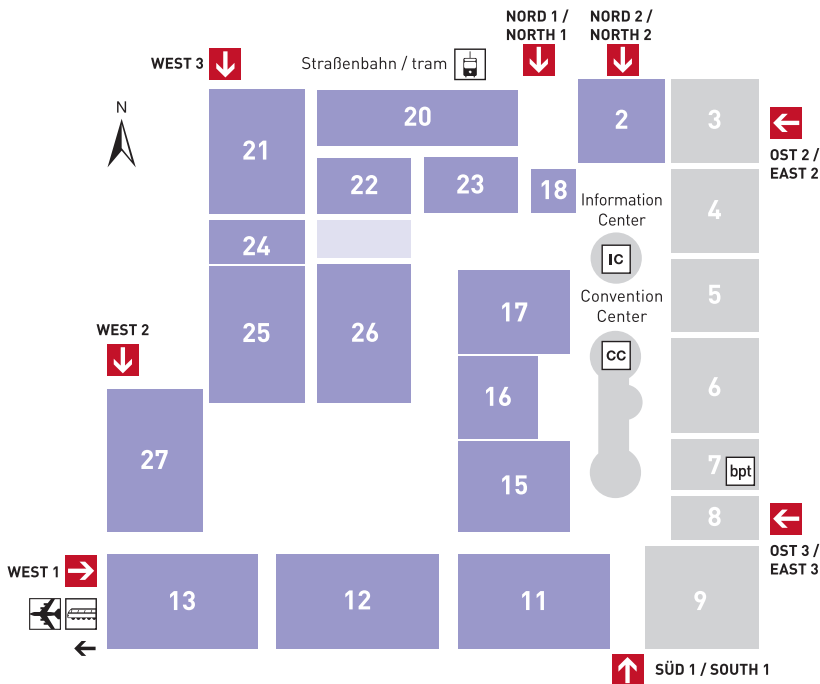 NORD 1 /
NORTH 1
NORD 2 /
NORTH 2
WEST 3
Straßenbahn / tram
N
20
2
3
OST 2 /
EAST 2
21
22
23
18
Information
Center
4
24
IC
Convention
Center
5
17
25
26
WEST 2
CC
6
16
27
15
7
bpt
8
OST 3 /
EAST 3
WEST 1
13
12
11
9
SÜD 1 / SOUTH 1